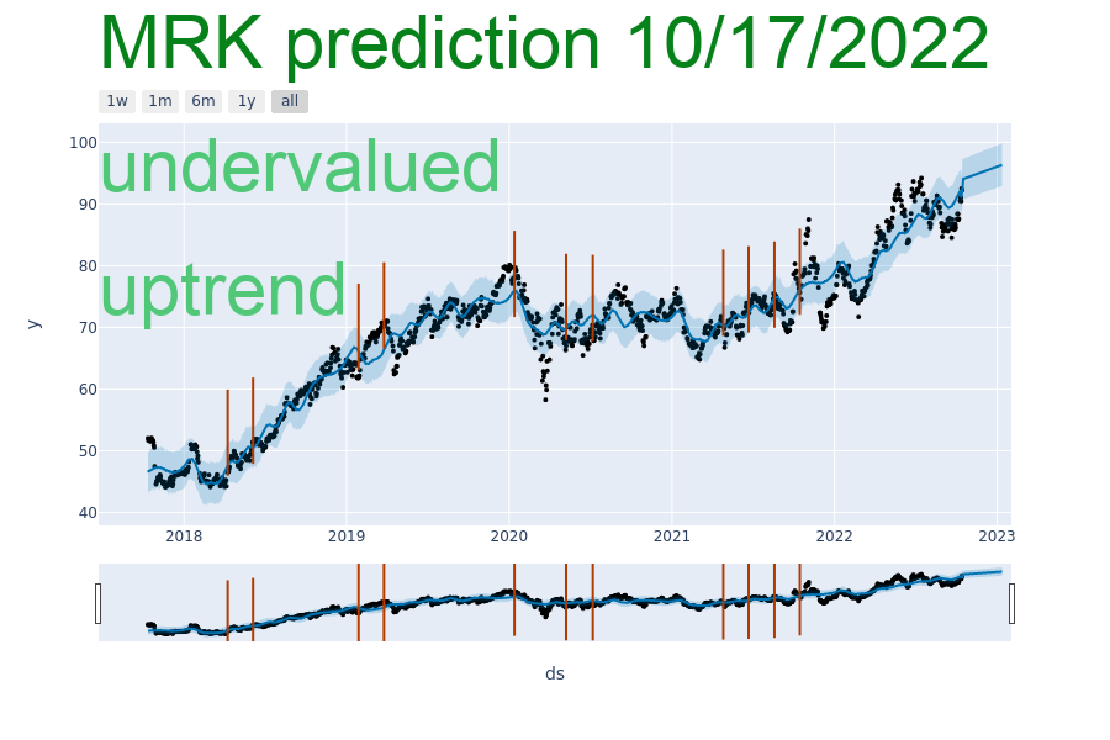 MRK prediction 10/17/2022
1w 1m 6m 1y all
100
undervalued
90
80
uptrend
70
y
60
50
40
2018 2019 2020 2021 2022 2023
ds